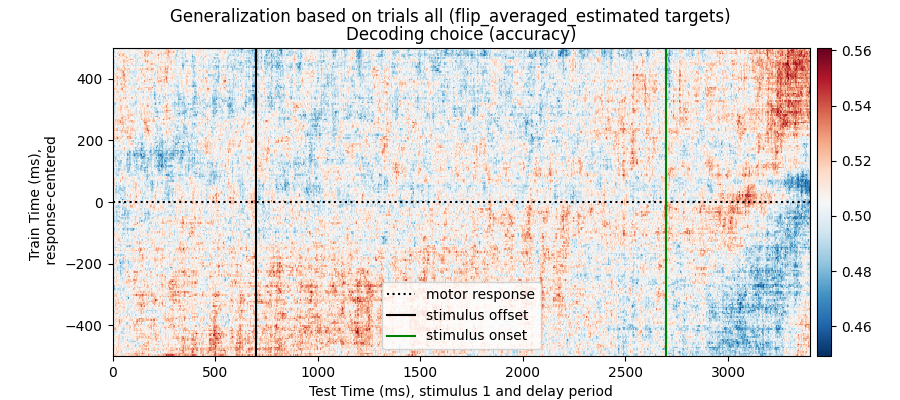 Generalization based on trials all (flip_averaged_estimated targets)
Decoding choice (accuracy)
Train Time (ms),
response-centered
400
200
0
−200
−400
0.56
0.54
0.52
0.50
0.48
0.46
motor response
stimulus offset
stimulus onset
0 500 1000 1500 2000 2500 3000
Test Time (ms), stimulus 1 and delay period